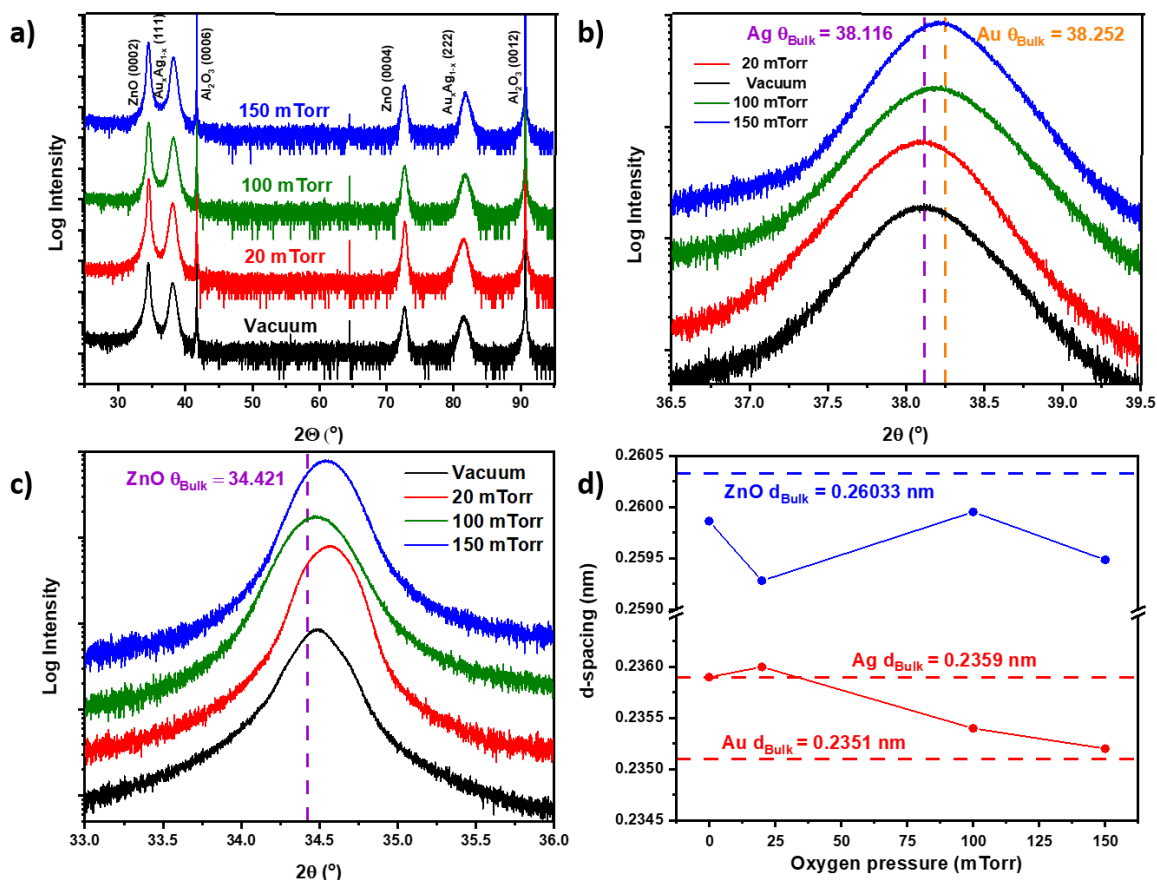 a)
ZnO (0002)
AuₓAg₁₋ₓ (111)
Al₂O₃ (0006)
ZnO (0004)
AuₓAg₁₋ₓ (222)
Al₂O₃ (0012)
150 mTorr
100 mTorr
20 mTorr
Vacuum
Log Intensity
30 40 50 60 70 80 90
2Θ (°)
b)
Ag θBulk = 38.116 Au θBulk = 38.252
20 mTorr
Vacuum
100 mTorr
150 mTorr
Log Intensity
36.5 37.0 37.5 38.0 38.5 39.0 39.5
2θ (°)
c)
ZnO θBulk = 34.421
Vacuum
20 mTorr
100 mTorr
150 mTorr
Log Intensity
33.0 33.5 34.0 34.5 35.0 35.5 36.0
2θ (°)
d)
0.2605
ZnO dBulk = 0.26033 nm
0.2600
0.2595
0.2590
Ag dBulk = 0.2359 nm
0.2360
0.2355
Au dBulk = 0.2351 nm
0.2350
0.2345
d-spacing (nm)
0 25 50 75 100 125 150
Oxygen pressure (mTorr)